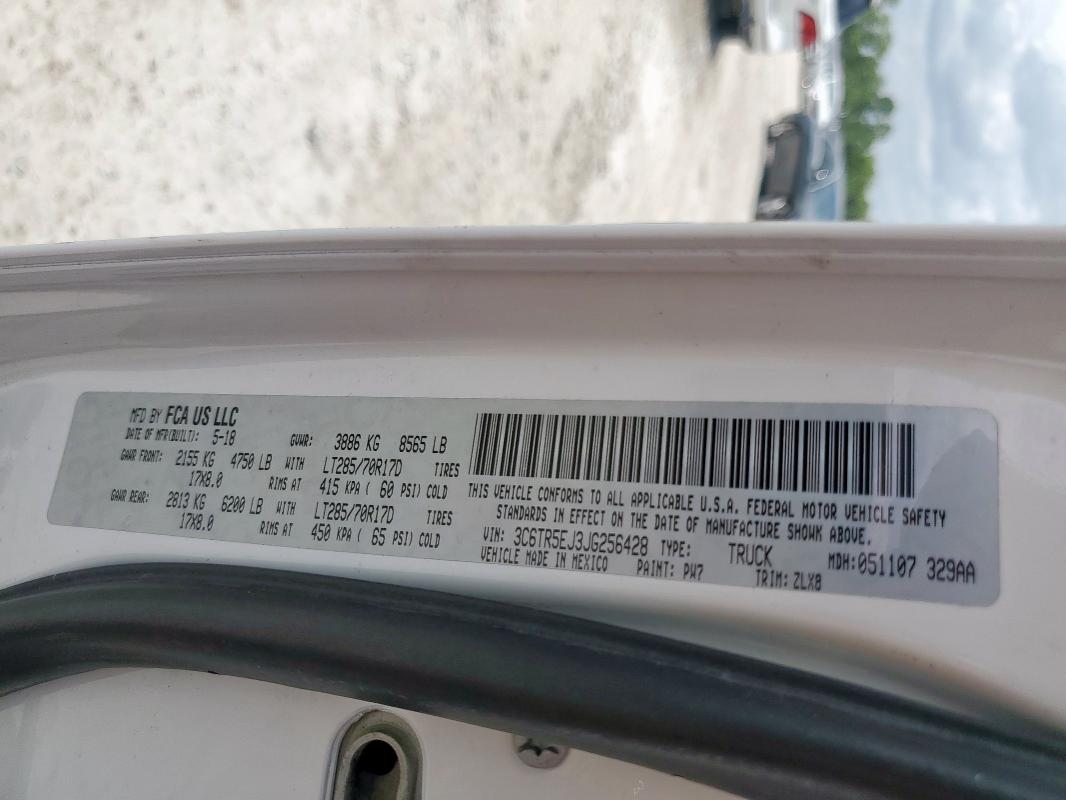 MFD BY FCA US LLC
DATE OF MFR(BUILT): 5-18 GVWR: 3886 KG 8565 LB
GAWR FRONT: 2155 KG 4750 LB WITH LT285/70R17D TIRES
17X8.0 RIMS AT 415 KPA ( 60 PSI) COLD
GAWR REAR: 2813 KG 6200 LB WITH LT285/70R17D TIRES
17X8.0 RIMS AT 450 KPA ( 65 PSI) COLD
THIS VEHICLE CONFORMS TO ALL APPLICABLE U.S.A. FEDERAL MOTOR VEHICLE SAFETY
STANDARDS IN EFFECT ON THE DATE OF MANUFACTURE SHOWN ABOVE.
VIN: 3C6TR5EJ3JG256428 TYPE: TRUCK MDH:051107 329AA
VEHICLE MADE IN MEXICO PAINT: PW7 TRIM: ZLX8